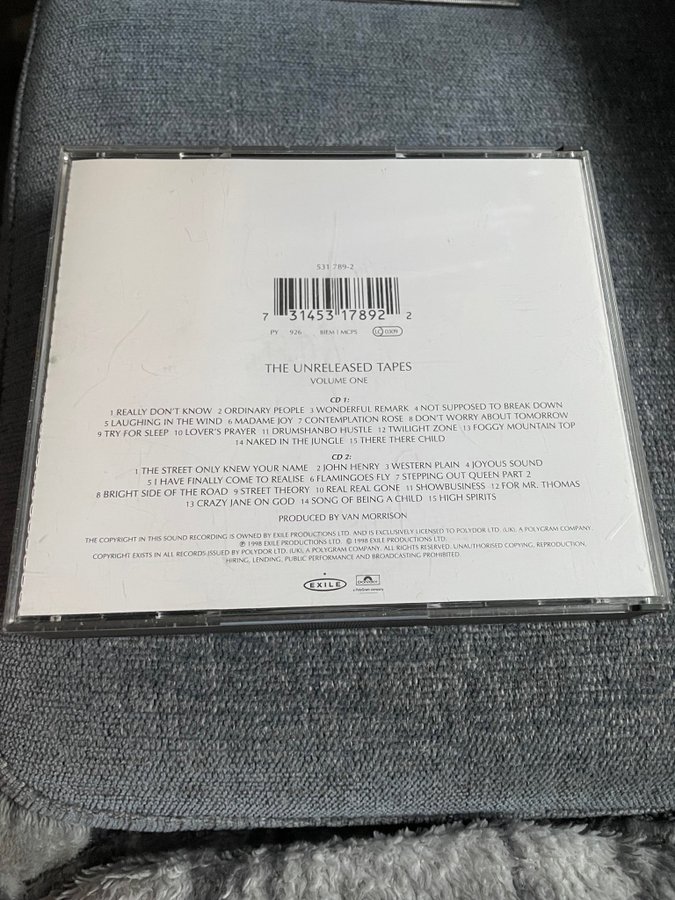 531 789-2
7 31453 17892 2
PY 926 BIEM | MCPS LC 0309
THE UNRELEASED TAPES
VOLUME ONE
CD 1:
1 REALLY DON'T KNOW 2 ORDINARY PEOPLE 3 WONDERFUL REMARK 4 NOT SUPPOSED TO BREAK DOWN
5 LAUGHING IN THE WIND 6 MADAME JOY 7 CONTEMPLATION ROSE 8 DON'T WORRY ABOUT TOMORROW
9 TRY FOR SLEEP 10 LOVER'S PRAYER 11 DRUMSHANBO HUSTLE 12 TWILIGHT ZONE 13 FOGGY MOUNTAIN TOP
14 NAKED IN THE JUNGLE 15 THERE THERE CHILD
CD 2:
1 THE STREET ONLY KNEW YOUR NAME 2 JOHN HENRY 3 WESTERN PLAIN 4 JOYOUS SOUND
5 I HAVE FINALLY COME TO REALISE 6 FLAMINGOES FLY 7 STEPPING OUT QUEEN PART 2
8 BRIGHT SIDE OF THE ROAD 9 STREET THEORY 10 REAL REAL GONE 11 SHOWBUSINESS 12 FOR MR. THOMAS
13 CRAZY JANE ON GOD 14 SONG OF BEING A CHILD 15 HIGH SPIRITS
PRODUCED BY VAN MORRISON
THE COPYRIGHT IN THIS SOUND RECORDING IS OWNED BY EXILE PRODUCTIONS LTD. AND IS EXCLUSIVELY LICENSED TO POLYDOR LTD. (UK), A POLYGRAM COMPANY.
℗ 1998 EXILE PRODUCTIONS LTD. © 1998 EXILE PRODUCTIONS LTD.
COPYRIGHT EXISTS IN ALL RECORDS ISSUED BY POLYDOR LTD. (UK), A POLYGRAM COMPANY. ALL RIGHTS RESERVED. UNAUTHORISED COPYING, REPRODUCTION,
HIRING, LENDING, PUBLIC PERFORMANCE AND BROADCASTING PROHIBITED.
EXILE polydor
a PolyGram company